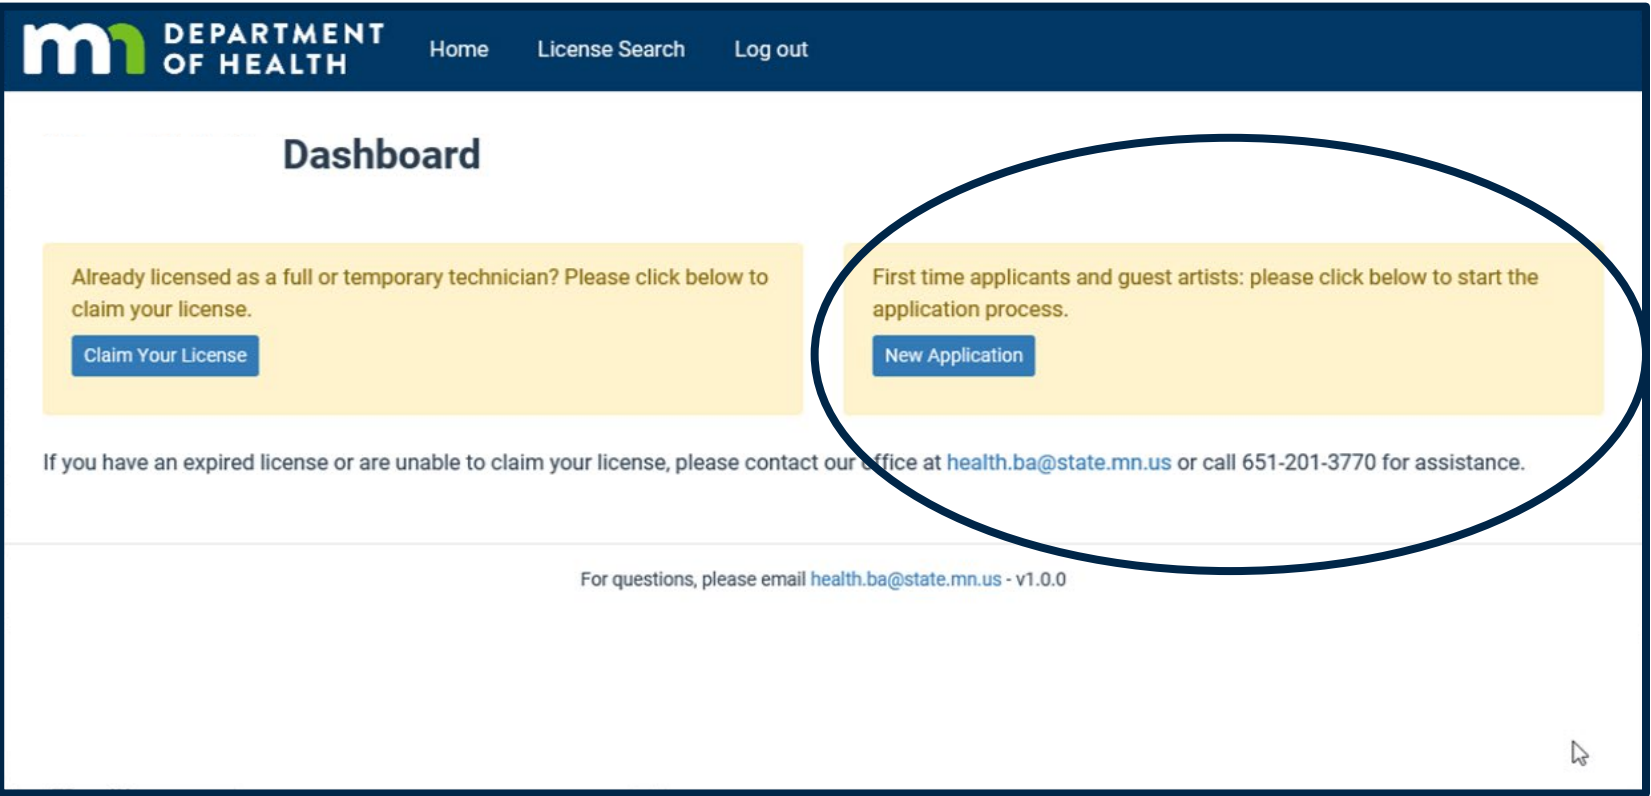 mn DEPARTMENT
OF HEALTH
Home License Search Log out
Dashboard
Already licensed as a full or temporary technician? Please click below to
claim your license.
Claim Your License
First time applicants and guest artists: please click below to start the
application process.
New Application
If you have an expired license or are unable to claim your license, please contact our office at health.ba@state.mn.us or call 651-201-3770 for assistance.
For questions, please email health.ba@state.mn.us - v1.0.0